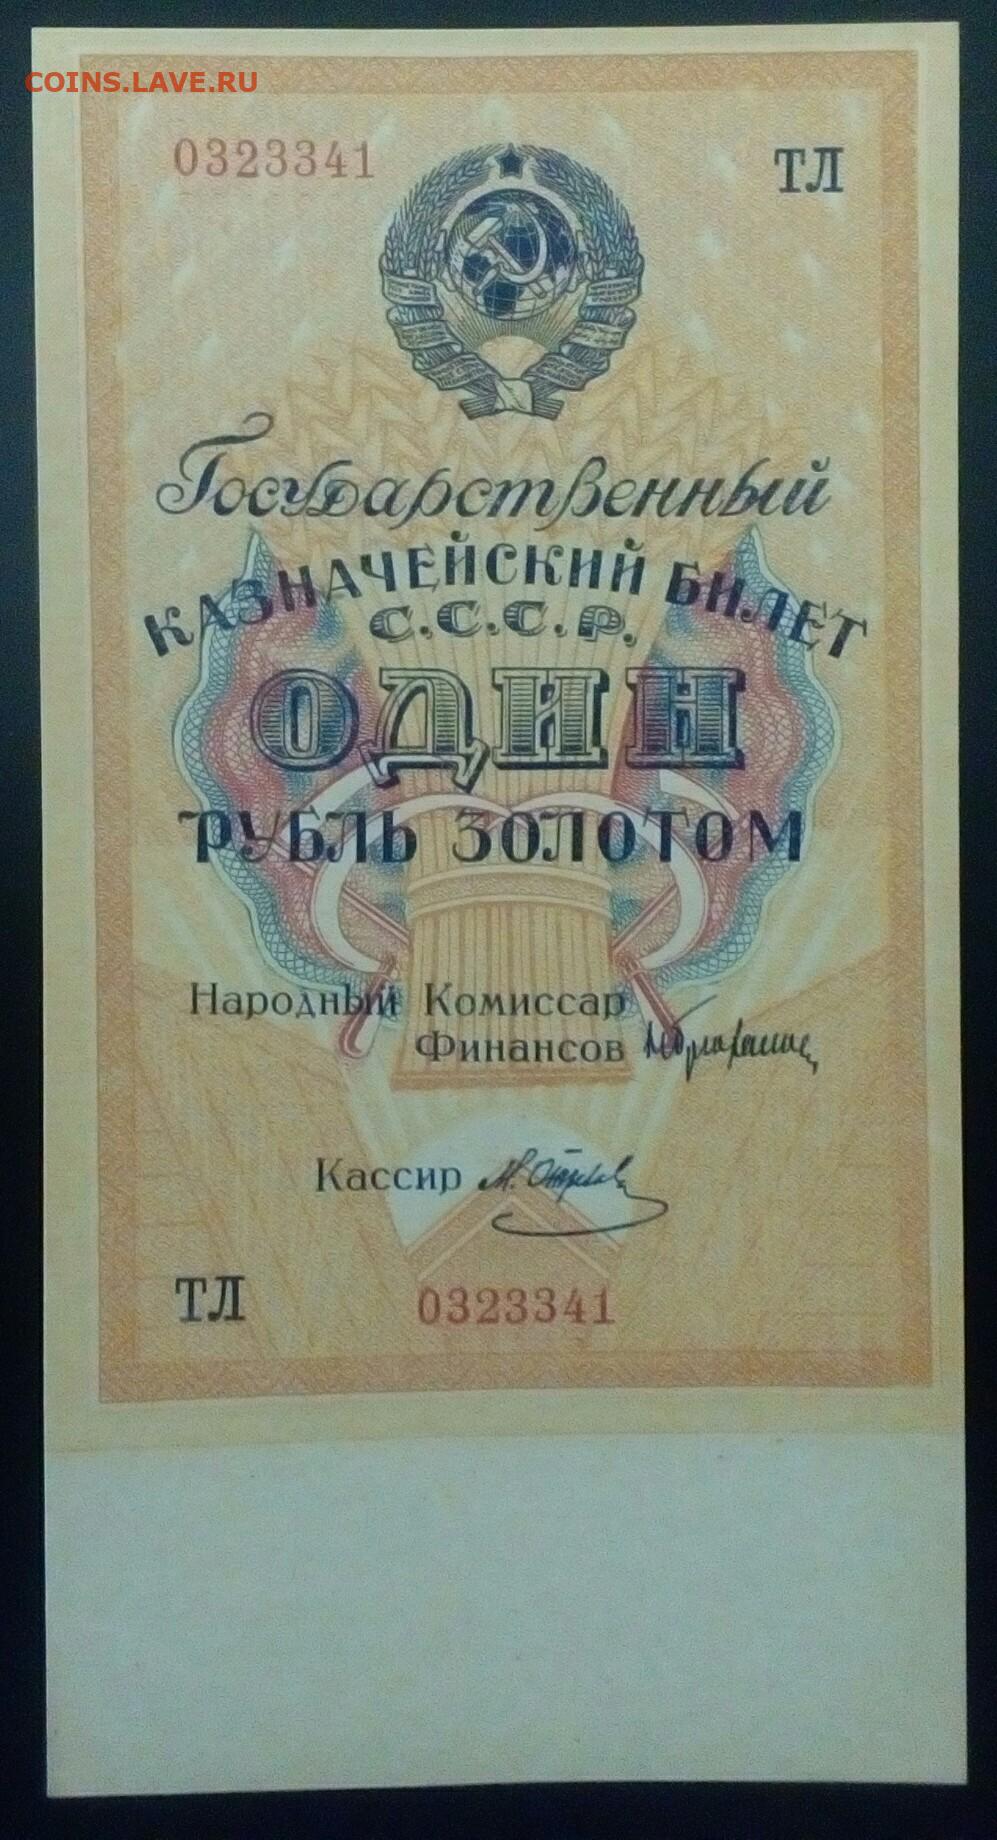 COINS.LAVE.RU
0323341 ТЛ
Государственный
КАЗНАЧЕЙСКИЙ БИЛЕТ
С.С.С.Р.
ОДИН
РУБЛЬ ЗОЛОТОМ
Народный Комиссар
Финансов
Кассир
ТЛ 0323341